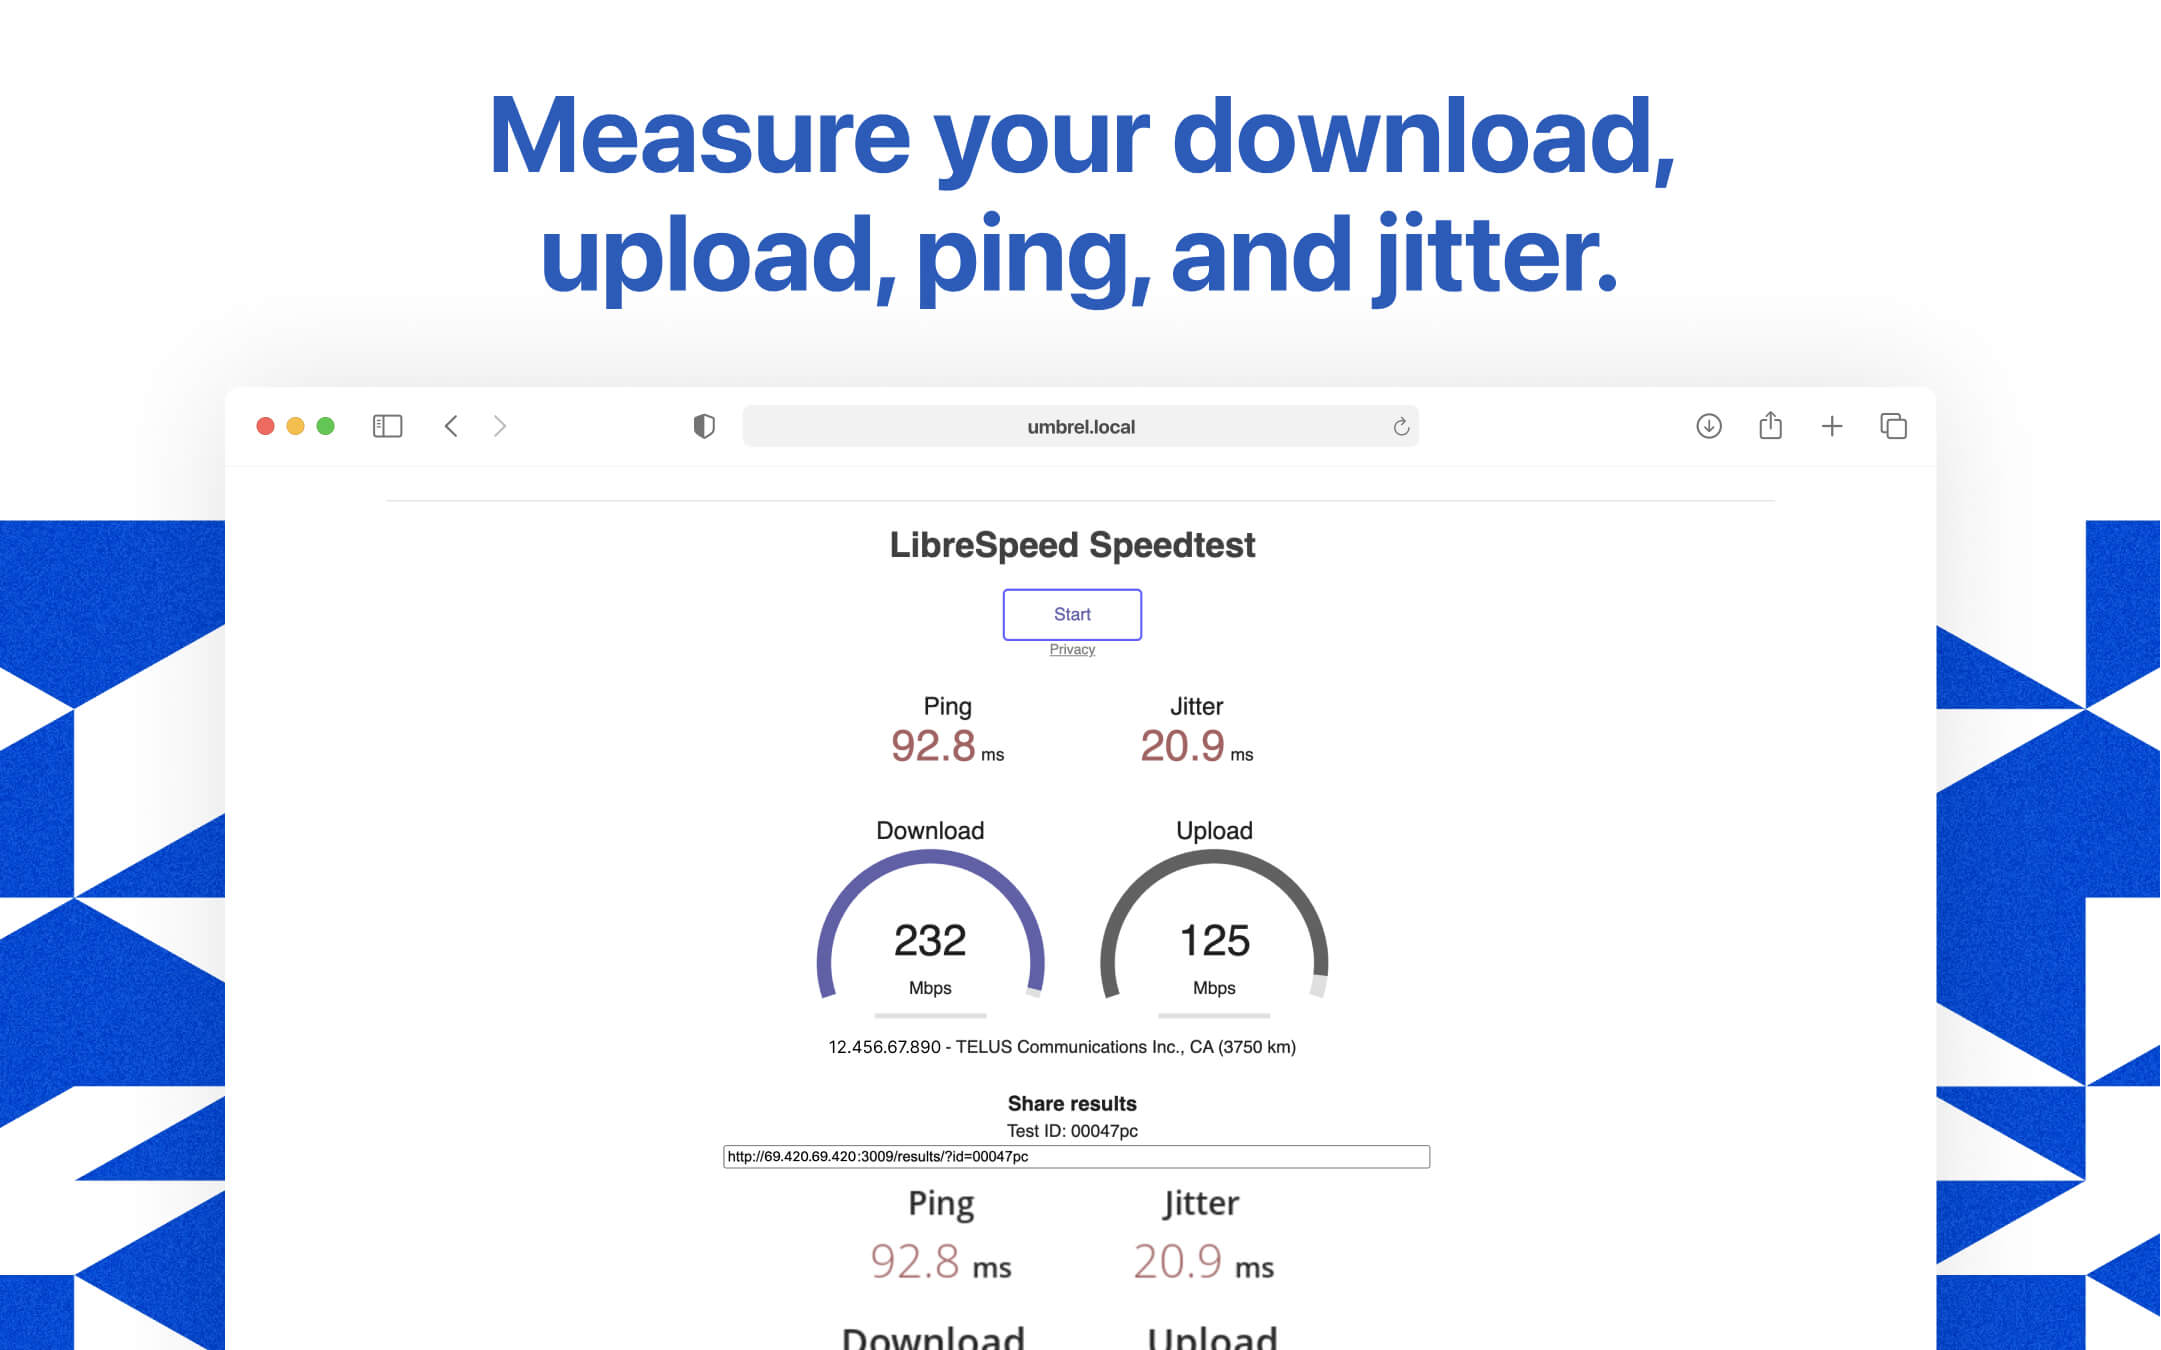 Measure your download,
upload, ping, and jitter.
umbrel.local
LibreSpeed Speedtest
Start
Privacy
Ping
Jitter
92.8 ms
20.9 ms
Download
Upload
232
125
Mbps
Mbps
12.456.67.890 - TELUS Communications Inc., CA (3750 km)
Share results
Test ID: 00047pc
http://69.420.69.420:3009/results/?id=00047pc
Ping
Jitter
92.8 ms
20.9 ms
Download
Upload